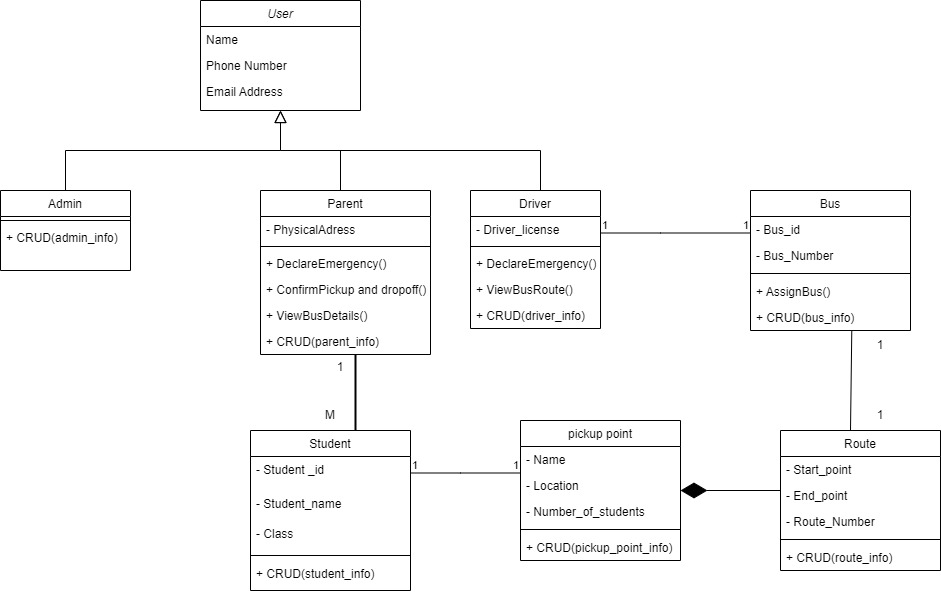 User
Name
Phone Number
Email Address
Admin
+ CRUD(admin_info)
Parent
- PhysicalAdress
+ DeclareEmergency()
+ ConfirmPickup and dropoff()
+ ViewBusDetails()
+ CRUD(parent_info)
Driver
- Driver_license
+ DeclareEmergency()
+ ViewBusRoute()
+ CRUD(driver_info)
1
1
Bus
- Bus_id
- Bus_Number
+ AssignBus()
+ CRUD(bus_info)
1
M
1
1
Student
- Student _id
- Student_name
- Class
+ CRUD(student_info)
1
1
pickup point
- Name
- Location
- Number_of_students
+ CRUD(pickup_point_info)
Route
- Start_point
- End_point
- Route_Number
+ CRUD(route_info)